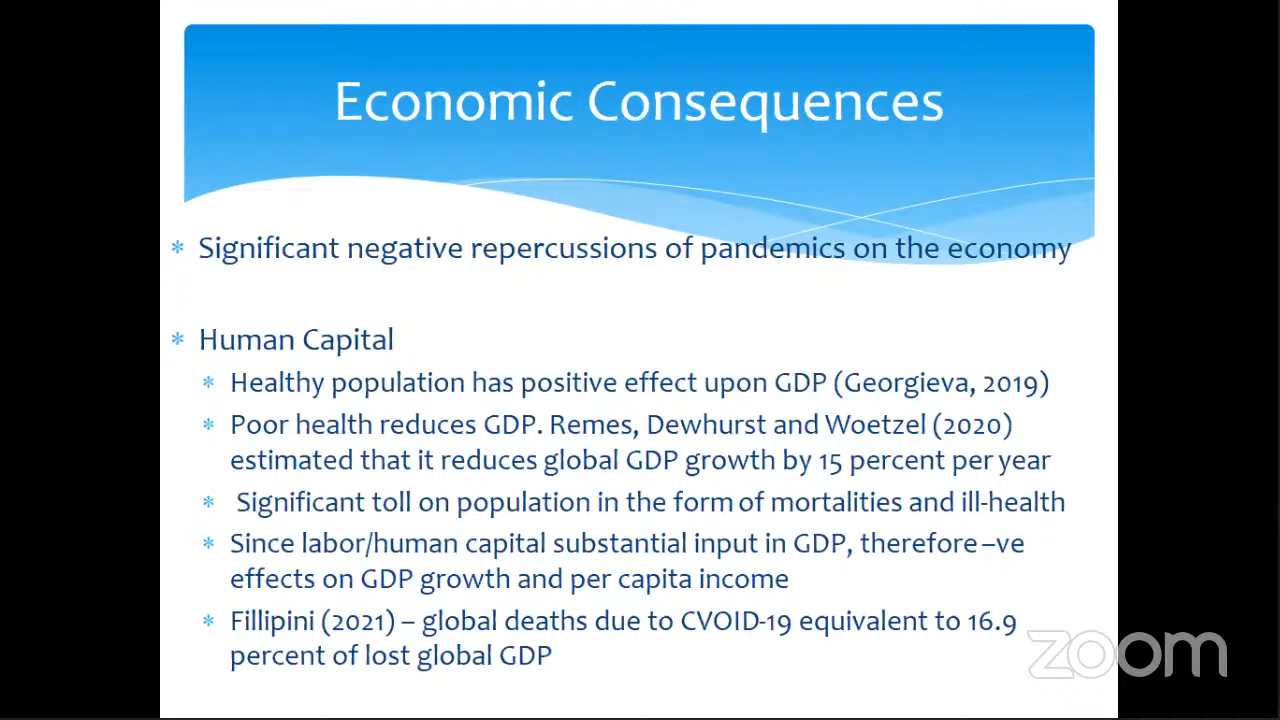 Economic Consequences
* Significant negative repercussions of pandemics on the economy
* Human Capital
* Healthy population has positive effect upon GDP (Georgieva, 2019)
* Poor health reduces GDP. Remes, Dewhurst and Woetzel (2020)
estimated that it reduces global GDP growth by 15 percent per year
* Significant toll on population in the form of mortalities and ill-health
* Since labor/human capital substantial input in GDP, therefore –ve
effects on GDP growth and per capita income
* Fillipini (2021) – global deaths due to CVOID-19 equivalent to 16.9
percent of lost global GDP
zoom